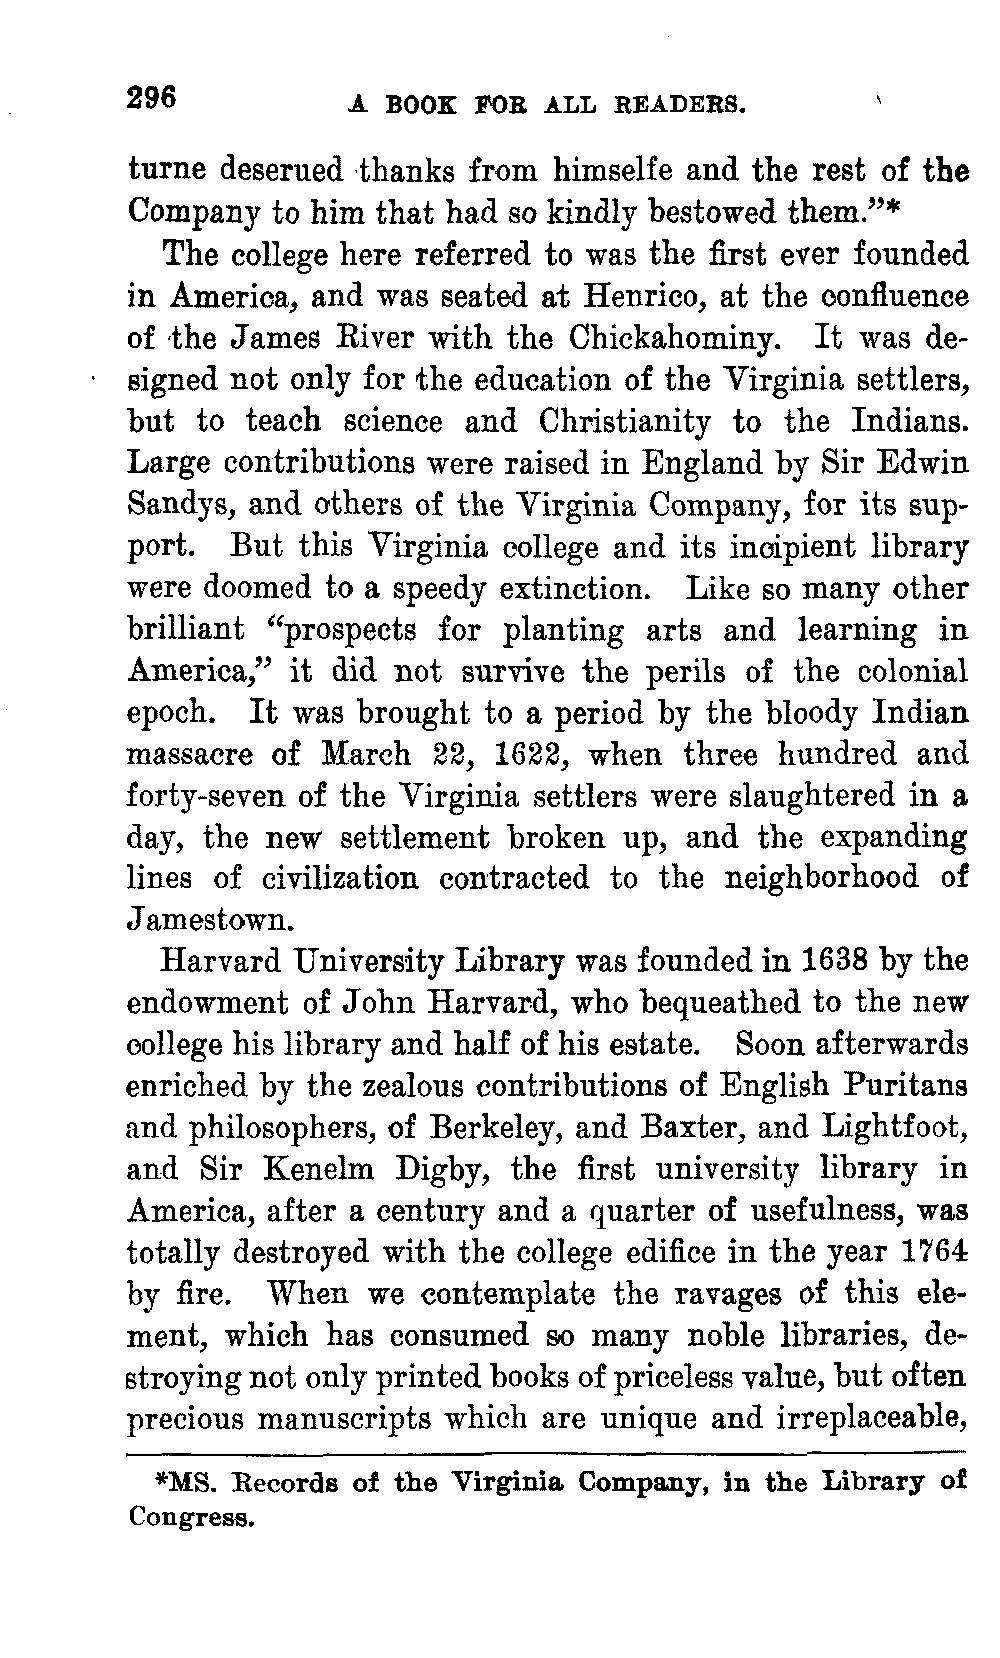 296 A BOOK FOR ALL READERS.
turne deserued thanks from himselfe and the rest of the
Company to him that had so kindly bestowed them.”*
The college here referred to was the first ever founded
in America, and was seated at Henrico, at the confluence
of the James River with the Chickahominy. It was de-
signed not only for the education of the Virginia settlers,
but to teach science and Christianity to the Indians.
Large contributions were raised in England by Sir Edwin
Sandys, and others of the Virginia Company, for its sup-
port. But this Virginia college and its incipient library
were doomed to a speedy extinction. Like so many other
brilliant “prospects for planting arts and learning in
America,” it did not survive the perils of the colonial
epoch. It was brought to a period by the bloody Indian
massacre of March 22, 1622, when three hundred and
forty-seven of the Virginia settlers were slaughtered in a
day, the new settlement broken up, and the expanding
lines of civilization contracted to the neighborhood of
Jamestown.
Harvard University Library was founded in 1638 by the
endowment of John Harvard, who bequeathed to the new
college his library and half of his estate. Soon afterwards
enriched by the zealous contributions of English Puritans
and philosophers, of Berkeley, and Baxter, and Lightfoot,
and Sir Kenelm Digby, the first university library in
America, after a century and a quarter of usefulness, was
totally destroyed with the college edifice in the year 1764
by fire. When we contemplate the ravages of this ele-
ment, which has consumed so many noble libraries, de-
stroying not only printed books of priceless value, but often
precious manuscripts which are unique and irreplaceable,
*MS. Records of the Virginia Company, in the Library of
Congress.